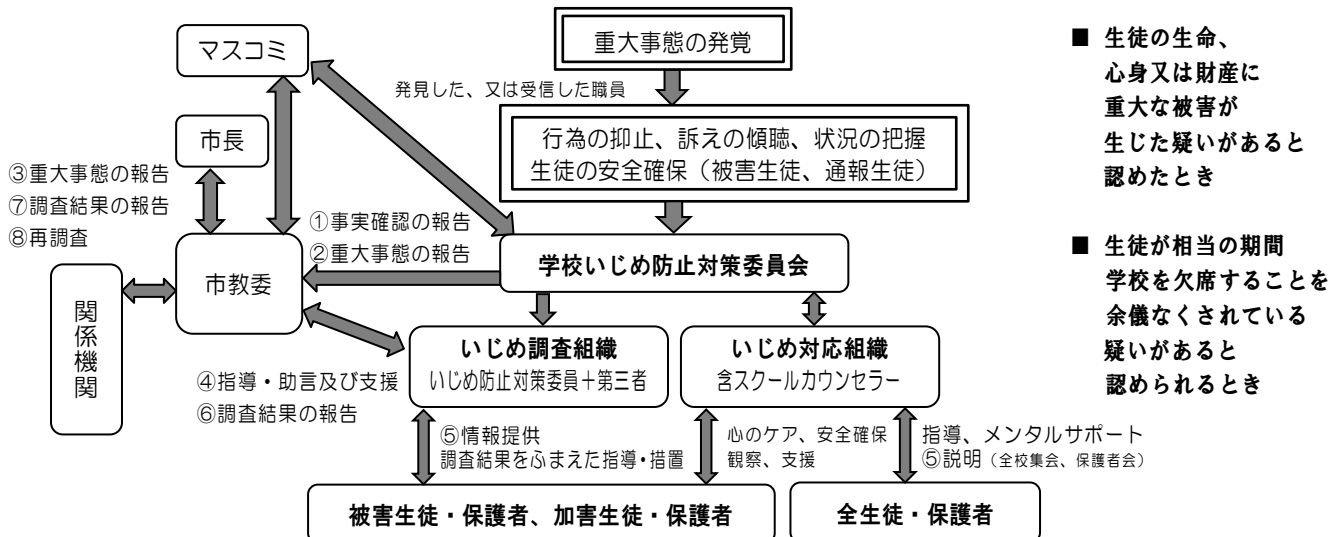 重大事態の発覚
マスコミ
発見した、又は受信した職員
市長
行為の抑止、訴えの傾聴、状況の把握
生徒の安全確保（被害生徒、通報生徒）
③重大事態の報告
⑦調査結果の報告
⑧再調査
①事実確認の報告
②重大事態の報告
学校いじめ防止対策委員会
市教委
関係機関
いじめ調査組織
いじめ防止対策委員＋第三者
いじめ対応組織
含スクールカウンセラー
④指導・助言及び支援
⑥調査結果の報告
⑤情報提供
調査結果をふまえた指導・措置
心のケア、安全確保
観察、支援
指導、メンタルサポート
⑤説明（全校集会、保護者会）
被害生徒・保護者、加害生徒・保護者
全生徒・保護者
■ 生徒の生命、
心身又は財産に
重大な被害が
生じた疑いがあると
認めたとき
■ 生徒が相当の期間
学校を欠席することを
余儀なくされている
疑いがあると
認められるとき